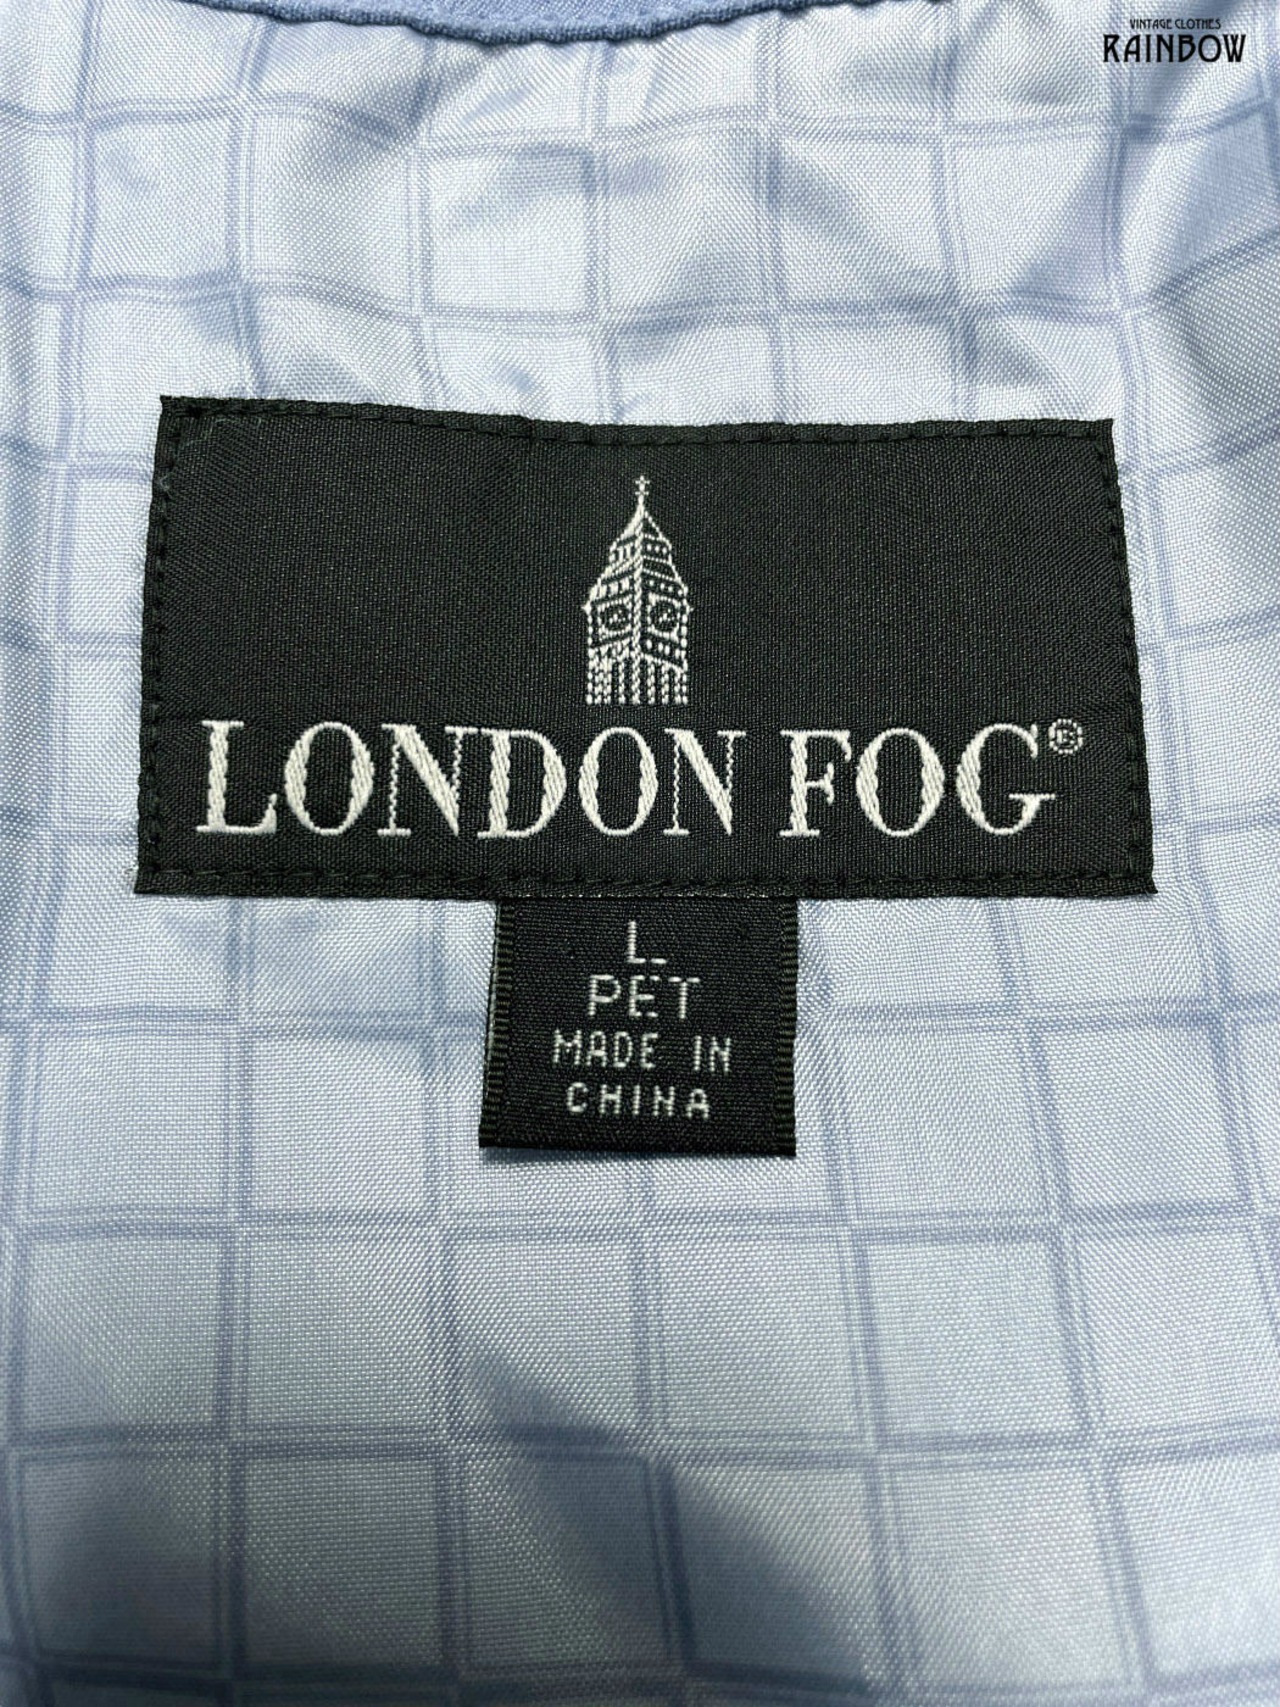 VINTAGE CLOTHES
RAINBOW
LONDON FOG®
L
PET
MADE IN
CHINA